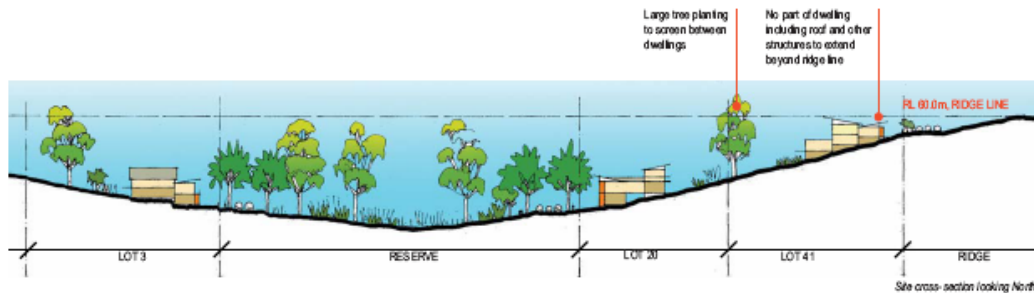 Large tree planting
to screen between
dwellings
No part of dwelling
including roof and other
structures to extend
beyond ridge line
RL 60.0m, RIDGE LINE
LOT 3
RESERVE
LOT 20
LOT 41
RIDGE
Site cross-section looking North